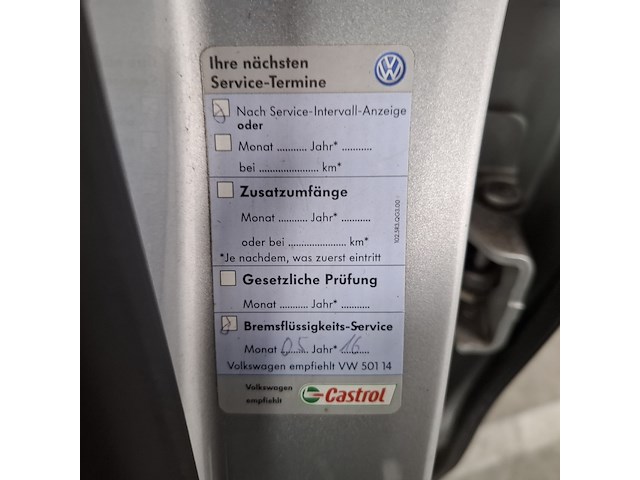 Ihre nächsten
Service-Termine
Nach Service-Intervall-Anzeige
oder
Monat ........... Jahr* ...........
bei ...................... km*
Zusatzumfänge
Monat ........... Jahr* ...........
oder bei ...................... km*
*Je nachdem, was zuerst eintritt
Gesetzliche Prüfung
Monat ........... Jahr* ...........
Bremsflüssigkeits-Service
Monat 05 Jahr* 16
Volkswagen empfiehlt VW 501 14
Volkswagen
empfiehlt
Castrol